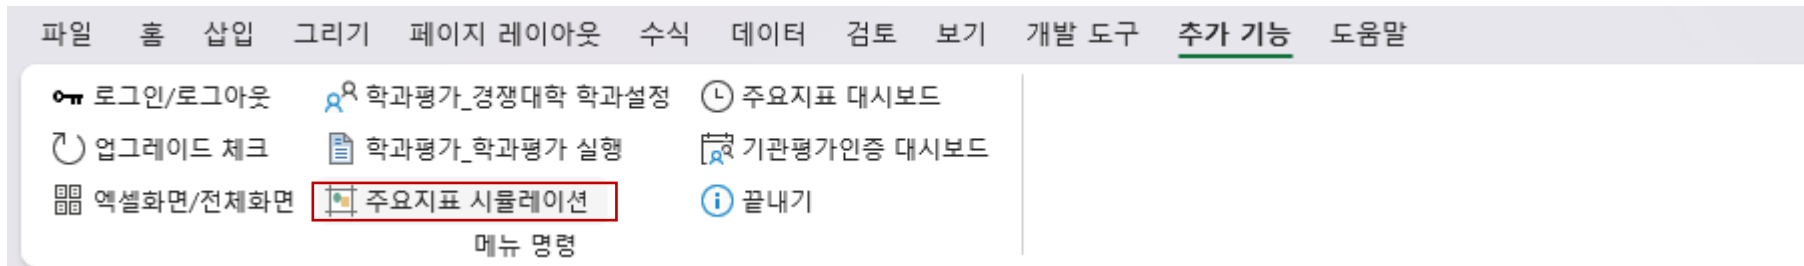 파일 홈 삽입 그리기 페이지 레이아웃 수식 데이터 검토 보기 개발 도구 추가 기능 도움말
로그인/로그아웃 학과평가_경쟁대학 학과설정 주요지표 대시보드
업그레이드 체크 학과평가_학과평가 실행 기관평가인증 대시보드
엑셀화면/전체화면 주요지표 시뮬레이션 끝내기
메뉴 명령